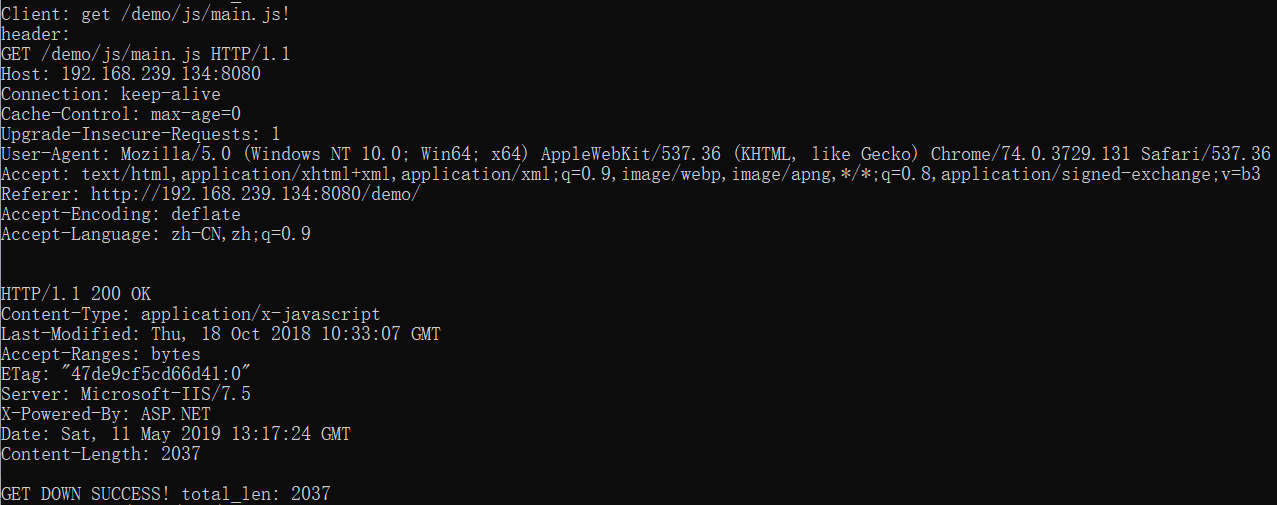 Client: get /demo/js/main.js!
header:
GET /demo/js/main.js HTTP/1.1
Host: 192.168.239.134:8080
Connection: keep-alive
Cache-Control: max-age=0
Upgrade-Insecure-Requests: 1
User-Agent: Mozilla/5.0 (Windows NT 10.0; Win64; x64) AppleWebKit/537.36 (KHTML, like Gecko) Chrome/74.0.3729.131 Safari/537.36
Accept: text/html,application/xhtml+xml,application/xml;q=0.9,image/webp,image/apng,*/*;q=0.8,application/signed-exchange;v=b3
Referer: http://192.168.239.134:8080/demo/
Accept-Encoding: deflate
Accept-Language: zh-CN,zh;q=0.9
HTTP/1.1 200 OK
Content-Type: application/x-javascript
Last-Modified: Thu, 18 Oct 2018 10:33:07 GMT
Accept-Ranges: bytes
ETag: "47de9cf5cd66d41:0"
Server: Microsoft-IIS/7.5
X-Powered-By: ASP.NET
Date: Sat, 11 May 2019 13:17:24 GMT
Content-Length: 2037
GET DOWN SUCCESS! total_len: 2037